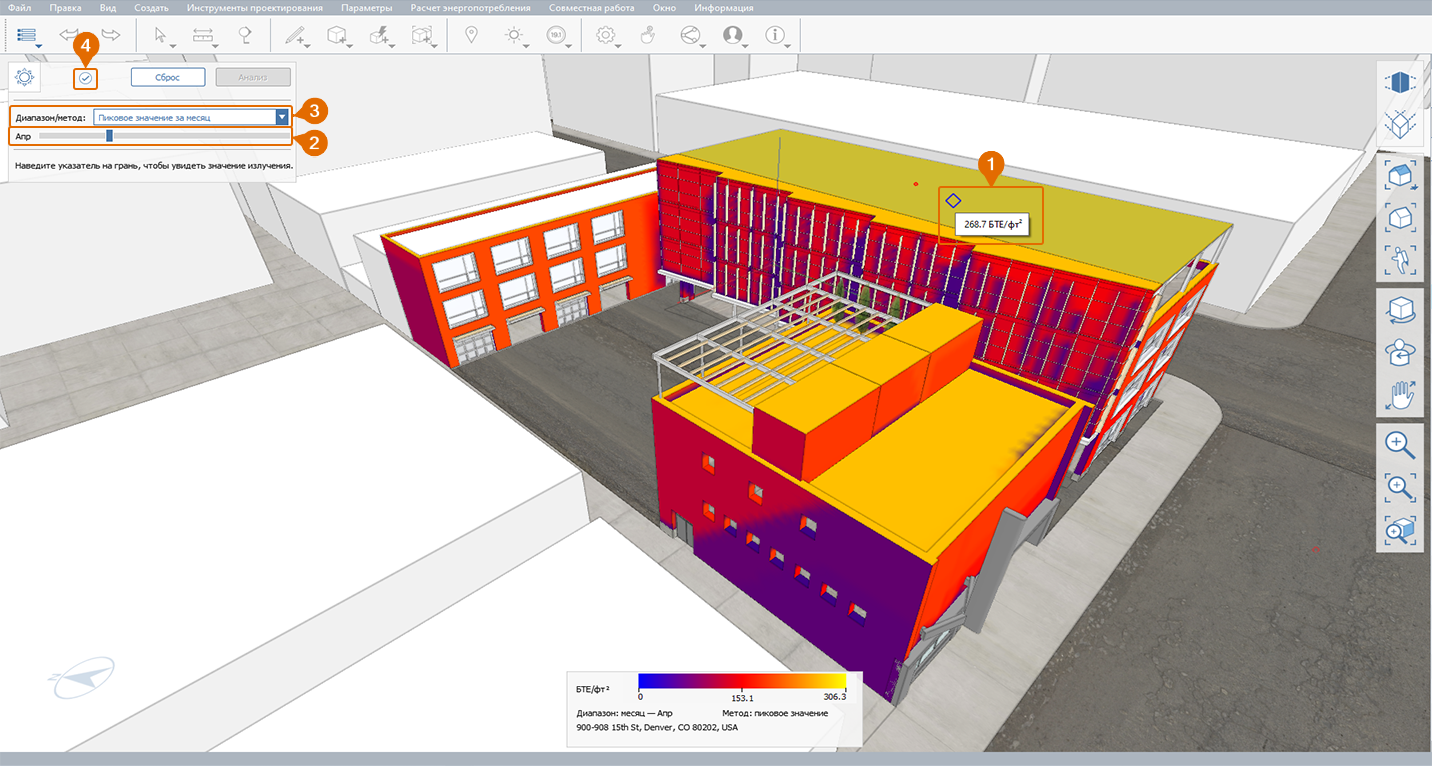 Файл Правка Вид Создать Инструменты проектирования Параметры Расчет энергопотребления Совместная работа Окно Информация
19.1
4
Сброс Анализ
Диапазон/метод: Пиковое значение за месяц
3
Апр
2
Наведите указатель на грань, чтобы увидеть значение излучения.
1
268.7 БТЕ/фт²
N
БТЕ/фт²
0 153.1 306.3
Диапазон: месяц — Апр Метод: пиковое значение
900-908 15th St, Denver, CO 80202, USA